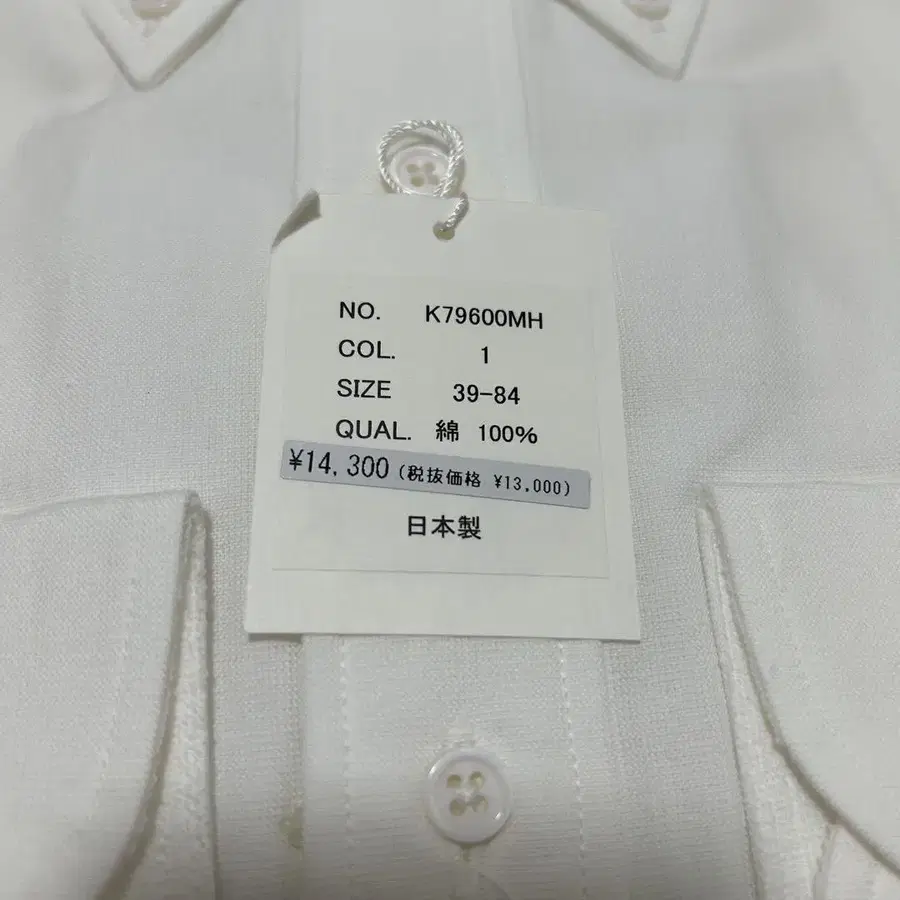 NO. K79600MH
COL. 1
SIZE 39-84
QUAL. 綿 100%
¥14,300 (税抜価格 ¥13,000)
日本製